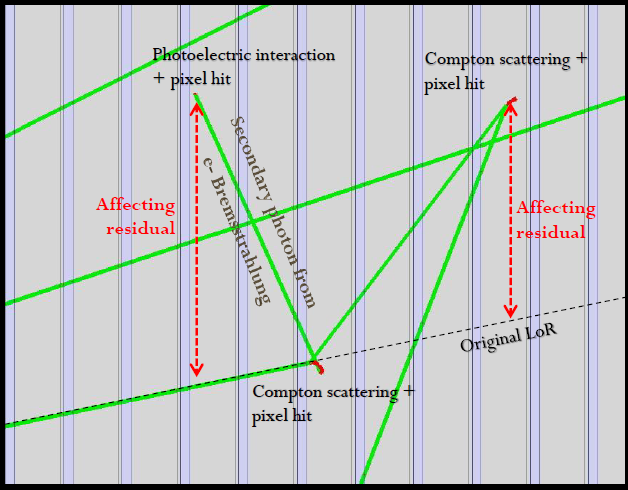 Photoelectric interaction
+ pixel hit
Compton scattering +
pixel hit
Secondary photon from
e- Bremsstrahlung
Affecting
residual
Affecting
residual
Original LoR
Compton scattering +
pixel hit